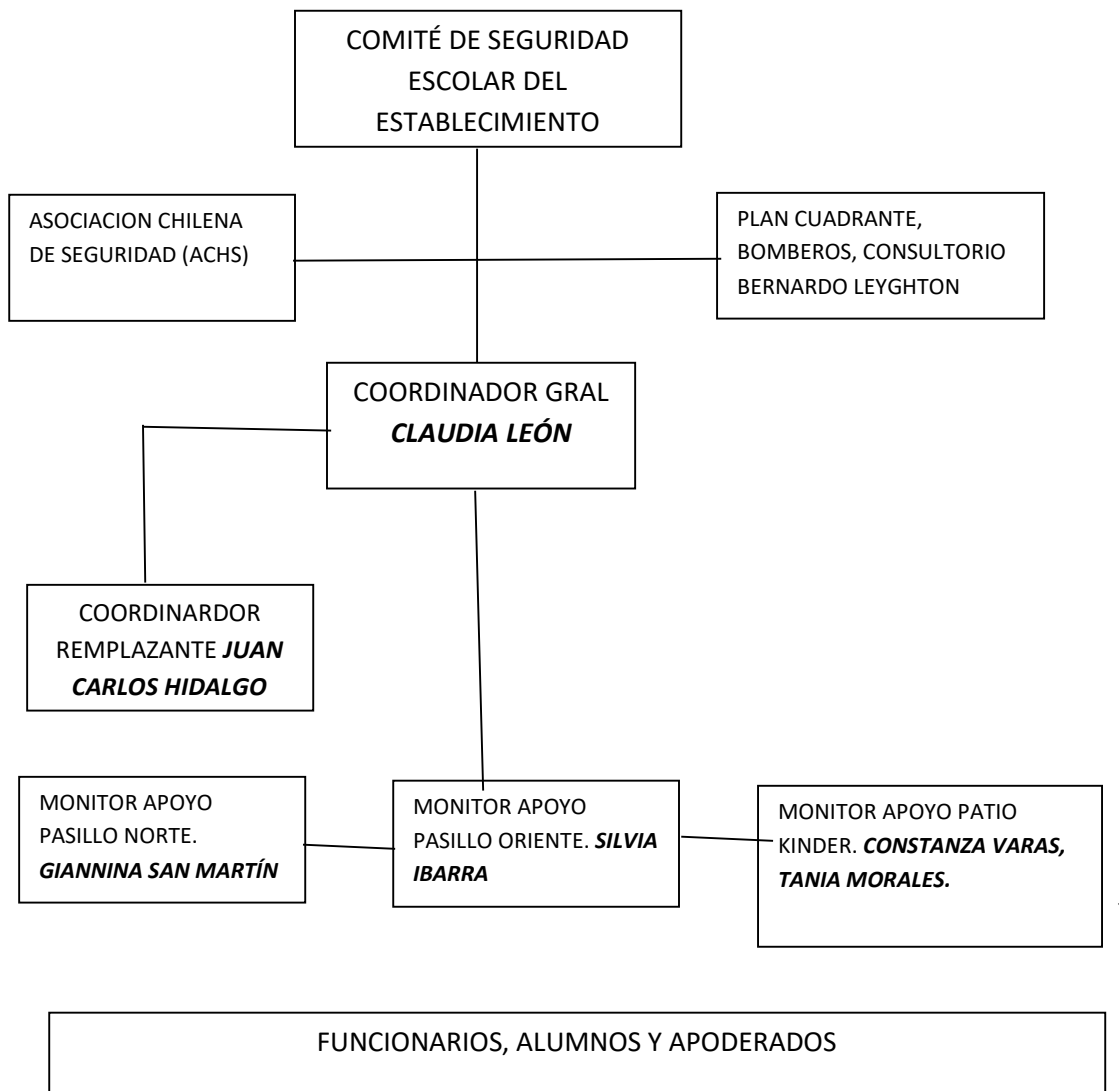 COMITÉ DE SEGURIDAD
ESCOLAR DEL
ESTABLECIMIENTO
ASOCIACION CHILENA
DE SEGURIDAD (ACHS)
PLAN CUADRANTE,
BOMBEROS, CONSULTORIO
BERNARDO LEYGHTON
COORDINADOR GRAL
CLAUDIA LEÓN
COORDINARDOR
REMPLAZANTE JUAN
CARLOS HIDALGO
MONITOR APOYO
PASILLO NORTE.
GIANNINA SAN MARTÍN
MONITOR APOYO
PASILLO ORIENTE. SILVIA
IBARRA
MONITOR APOYO PATIO
KINDER. CONSTANZA VARAS,
TANIA MORALES.
FUNCIONARIOS, ALUMNOS Y APODERADOS